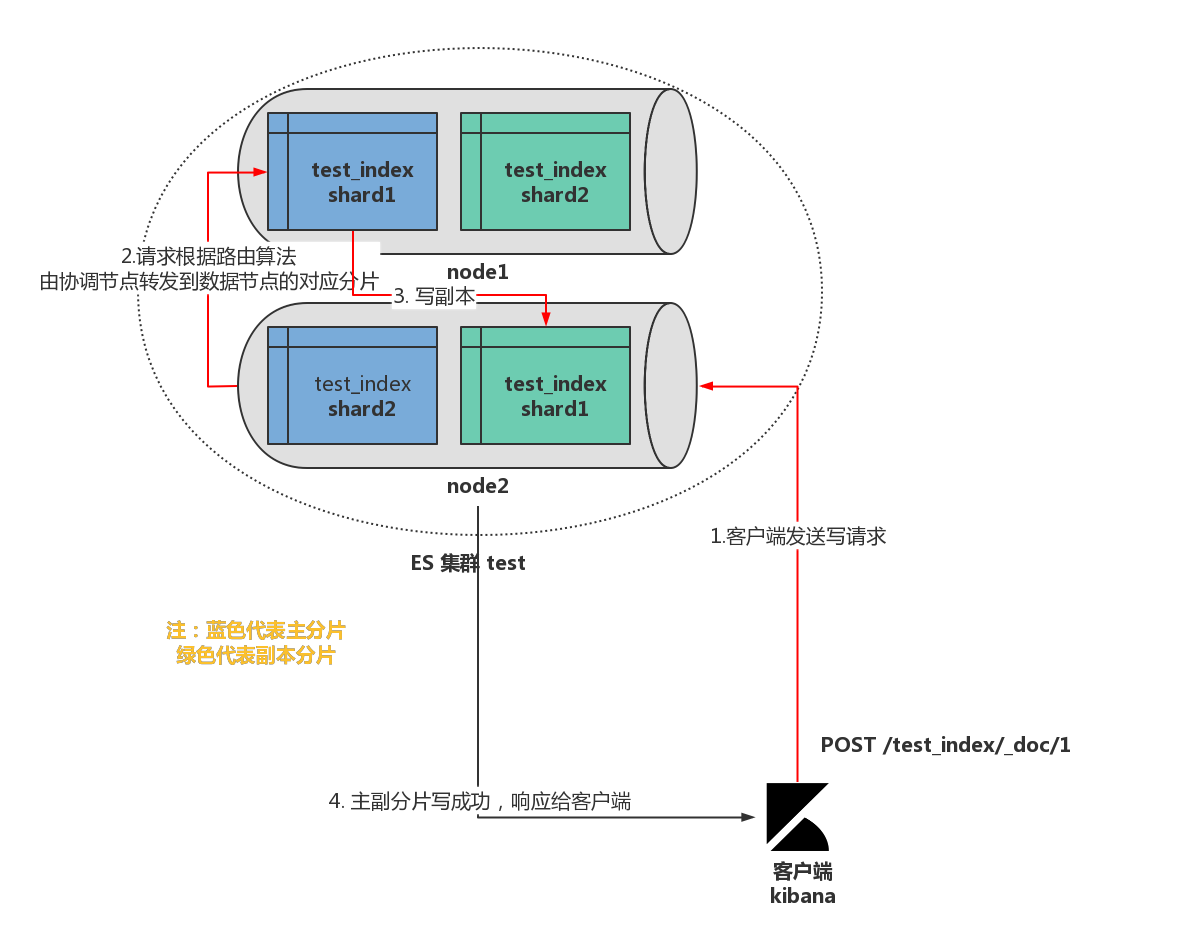 test_index
shard1
test_index
shard2
2.请求根据路由算法
由协调节点转发到数据节点的对应分片
node1
3. 写副本
test_index
shard2
test_index
shard1
node2
1.客户端发送写请求
ES 集群 test
注：蓝色代表主分片
绿色代表副本分片
POST /test_index/_doc/1
4. 主副分片写成功，响应给客户端
客户端
kibana